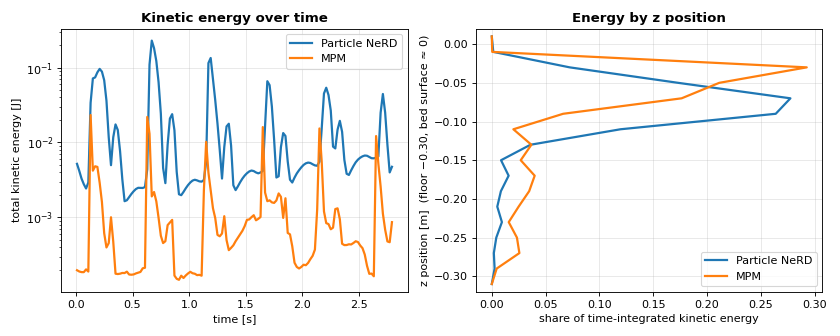 Kinetic energy over time
total kinetic energy [J]
10⁻¹
10⁻²
10⁻³
Particle NeRD
MPM
0.0 0.5 1.0 1.5 2.0 2.5
time [s]
Energy by z position
z position [m] (floor −0.30, bed surface ≈ 0)
0.00
−0.05
−0.10
−0.15
−0.20
−0.25
−0.30
Particle NeRD
MPM
0.00 0.05 0.10 0.15 0.20 0.25 0.30
share of time-integrated kinetic energy